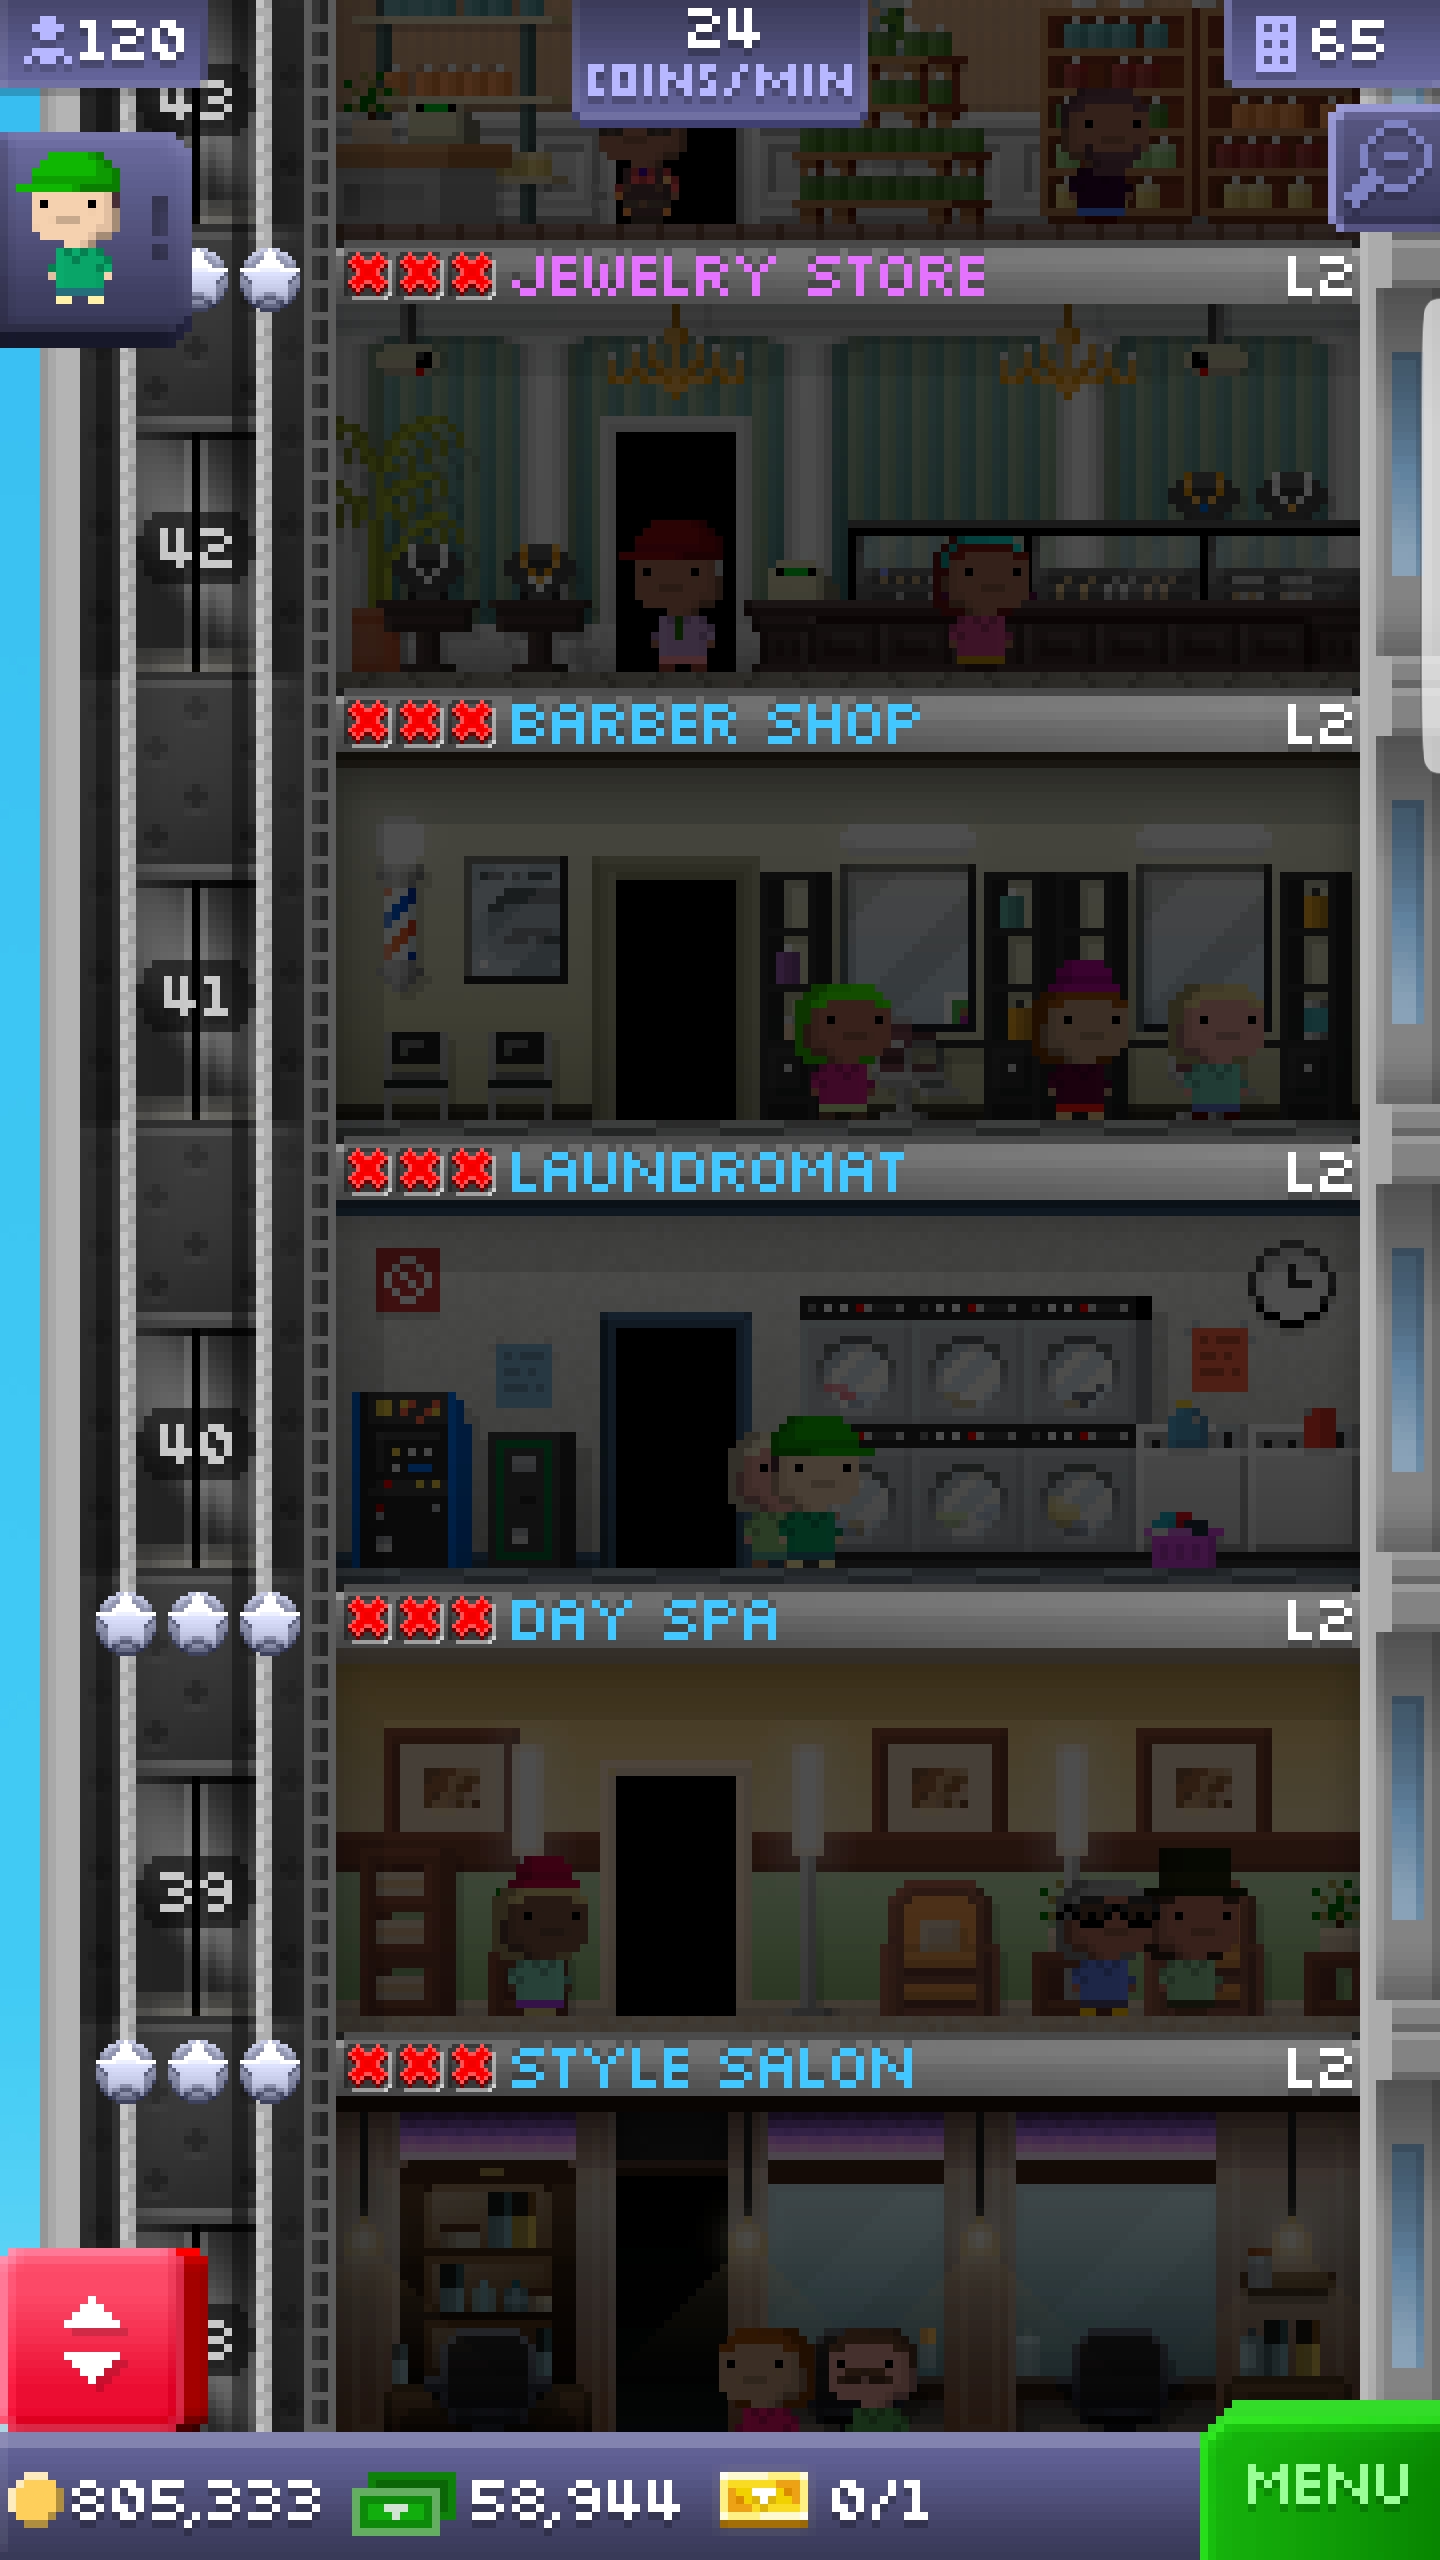 120
24
COINS/MIN
65
43
JEWELRY STORE
L2
42
BARBER SHOP
L2
41
LAUNDROMAT
L2
40
DAY SPA
L2
39
STYLE SALON
L2
805,333
58,944
0/1
MENU